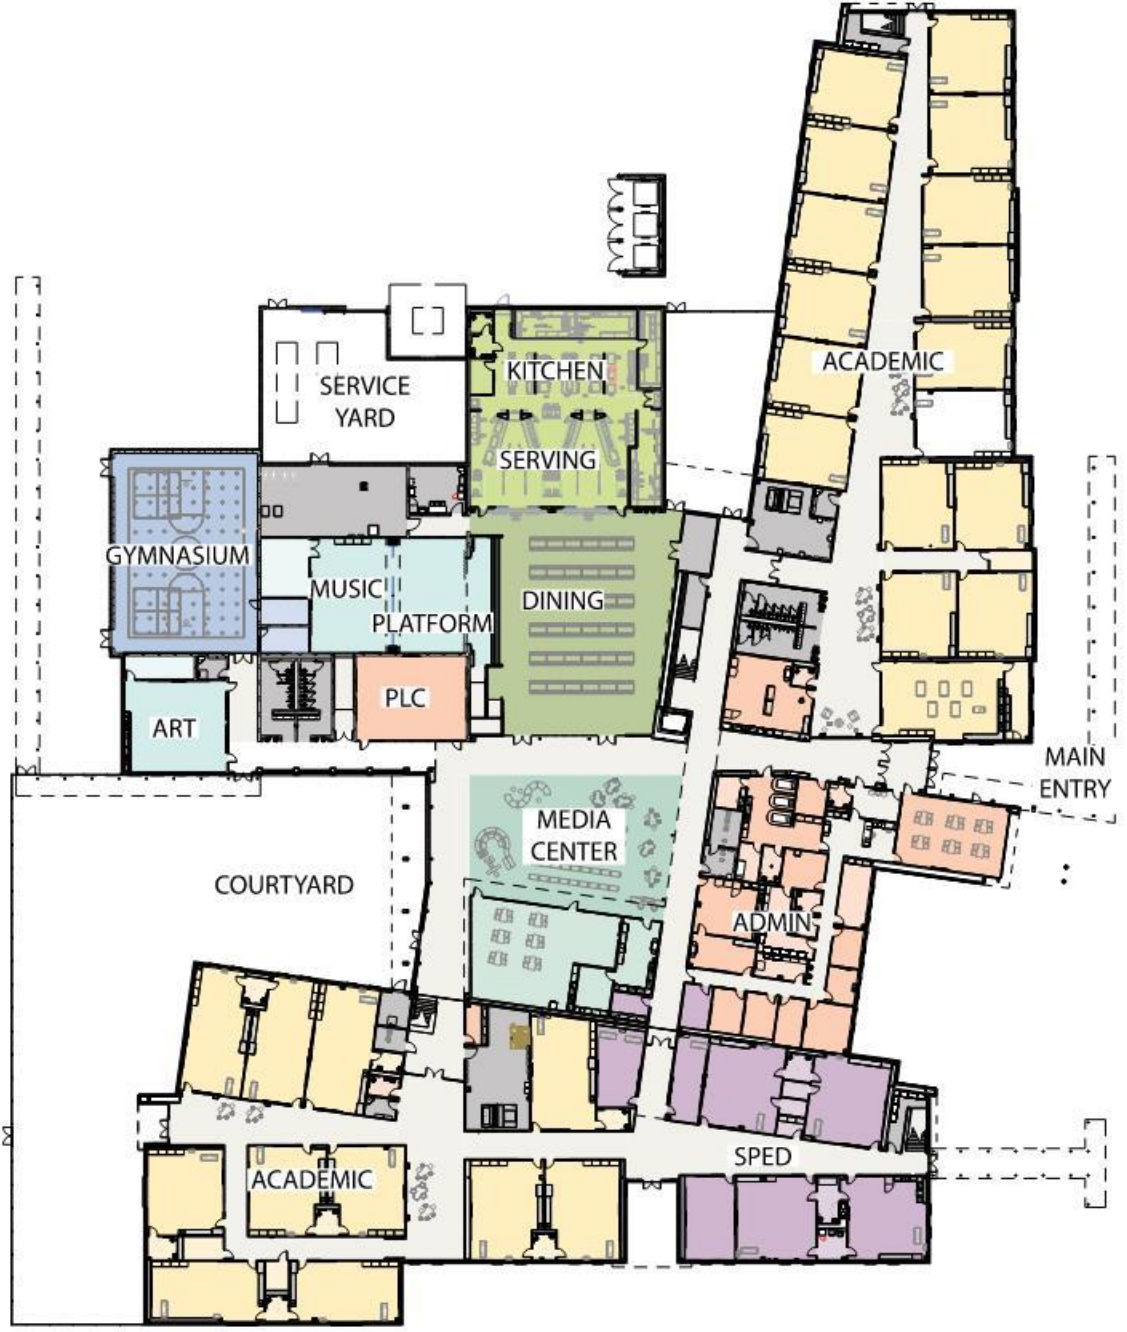 ACADEMIC
KITCHEN
SERVICE
YARD
SERVING
GYMNASIUM
MUSIC
PLATFORM
DINING
PLC
ART
MAIN
ENTRY
MEDIA
CENTER
COURTYARD
ADMIN
SPED
ACADEMIC